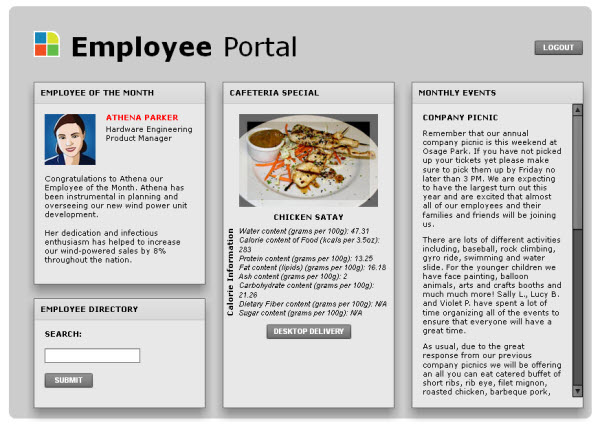 Employee Portal
LOGOUT
EMPLOYEE OF THE MONTH
ATHENA PARKER
Hardware Engineering
Product Manager
Congratulations to Athena our
Employee of the Month. Athena has
been instrumental in planning and
overseeing our new wind power unit
development.
Her dedication and infectious
enthusiasm has helped to increase
our wind-powered sales by 8%
throughout the nation.
EMPLOYEE DIRECTORY
SEARCH:
SUBMIT
CAFETERIA SPECIAL
CHICKEN SATAY
Calorie Information
Water content (grams per 100g): 47.31
Calorie content of Food (kcals per 3.5oz):
283
Protein content (grams per 100g): 13.25
Fat content (lipids) (grams per 100g): 16.18
Ash content (grams per 100g): 2
Carbohydrate content (grams per 100g):
21.26
Dietary Fiber content (grams per 100g): N/A
Sugar content (grams per 100g): N/A
DESKTOP DELIVERY
MONTHLY EVENTS
COMPANY PICNIC
Remember that our annual
company picnic is this weekend at
Osage Park. If you have not picked
up your tickets yet please make
sure to pick them up by Friday no
later than 3 PM. We are expecting
to have the largest turn out this
year and are excited that almost
all of our employees and their
families and friends will be joining
us.
There are lots of different activities
including, baseball, rock climbing,
gyro ride, swimming and water
slide. For the younger children we
have face painting, balloon
animals, arts and crafts booths and
much much more! Sally L., Lucy B.
and Violet P. have spent a lot of
time organizing all of the events to
ensure that everyone will have a
great time.
As usual, due to the great
response from our previous
company picnics we will be offering
an all you can eat catered buffet of
short ribs, rib eye, filet mignon,
roasted chicken, barbeque pork,